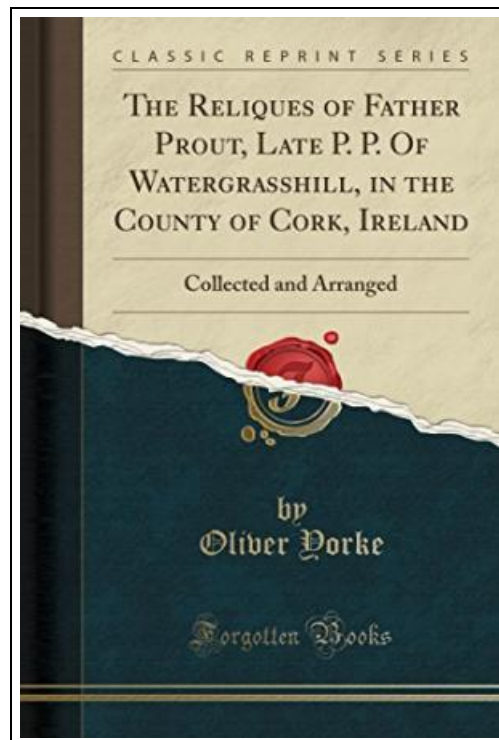 CLASSIC REPRINT SERIES
THE RELIQUES OF FATHER
PROUT, LATE P. P. OF
WATERGRASSHILL, IN THE
COUNTY OF CORK, IRELAND
Collected and Arranged
by
Oliver Yorke
Forgotten Books